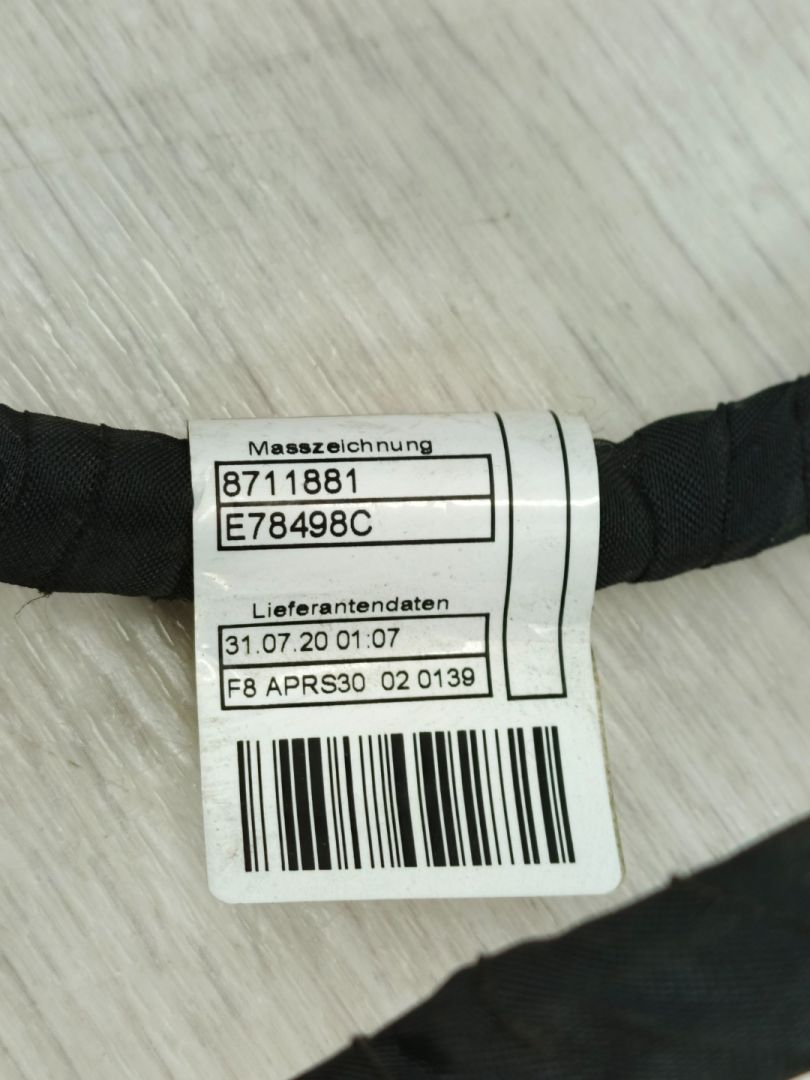 Masszeichnung
8711881
E78498C
Lieferantendaten
31.07.20 01:07
F8 APRS30 02 0139